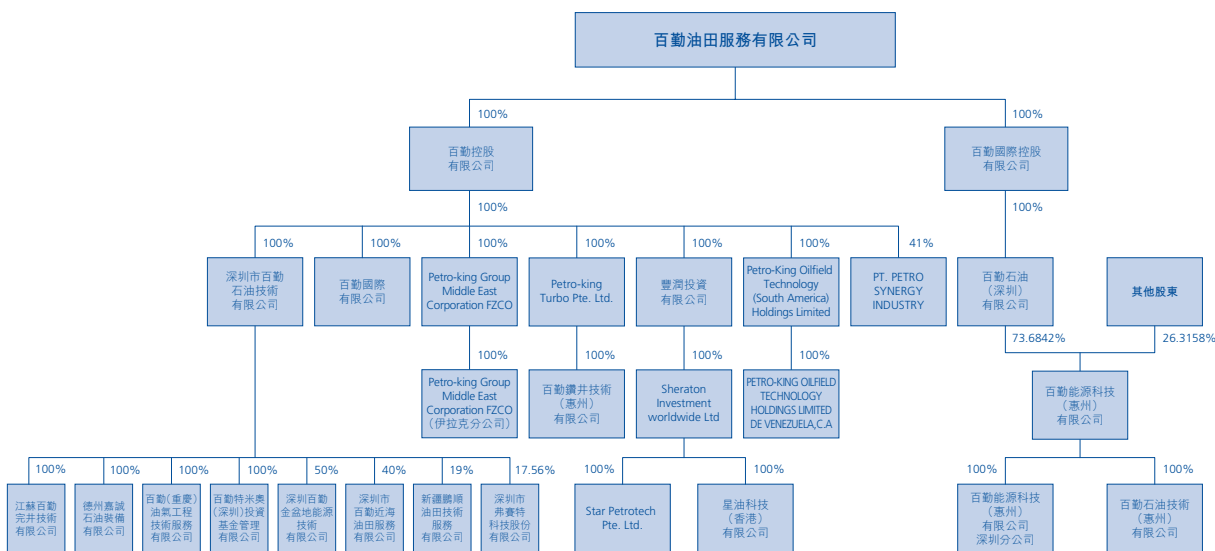 百勤油田服務有限公司
100%
100%
百勤控股
有限公司
百勤國際控股
有限公司
100%
100%
100%
100%
100%
100%
100%
100%
41%
深圳市百勤
石油技術
有限公司
百勤國際
有限公司
Petro-king Group
Middle East
Corporation FZCO
Petro-king
Turbo Pte. Ltd.
豐潤投資
有限公司
Petro-King Oilfield
Technology
(South America)
Holdings Limited
PT. PETRO
SYNERGY
INDUSTRY
百勤石油
（深圳）
有限公司
其他股東
73.6842%
26.3158%
100%
100%
100%
100%
Petro-king Group
Middle East
Corporation FZCO
（伊拉克分公司）
百勤鑽井技術
（惠州）
有限公司
Sheraton
Investment
worldwide Ltd
PETRO-KING OILFIELD
TECHNOLOGY
HOLDINGS LIMITED
DE VENEZUELA,C.A
百勤能源科技
（惠州）
有限公司
100%
100%
100%
100%
50%
40%
19%
17.56%
100%
100%
100%
100%
江蘇百勤
完井技術
有限公司
德州嘉誠
石油裝備
有限公司
百勤（重慶）
油氣工程
技術服務
有限公司
百勤特米奧
（深圳）投資
基金管理
有限公司
深圳百勤
金盆地能源
技術
有限公司
深圳市
百勤近海
油田服務
有限公司
新疆鵬順
油田技術
服務
有限公司
深圳市
弗賽特
科技股份
有限公司
Star Petrotech
Pte. Ltd.
星油科技
（香港）
有限公司
百勤能源科技
（惠州）
有限公司
深圳分公司
百勤石油技術
（惠州）
有限公司